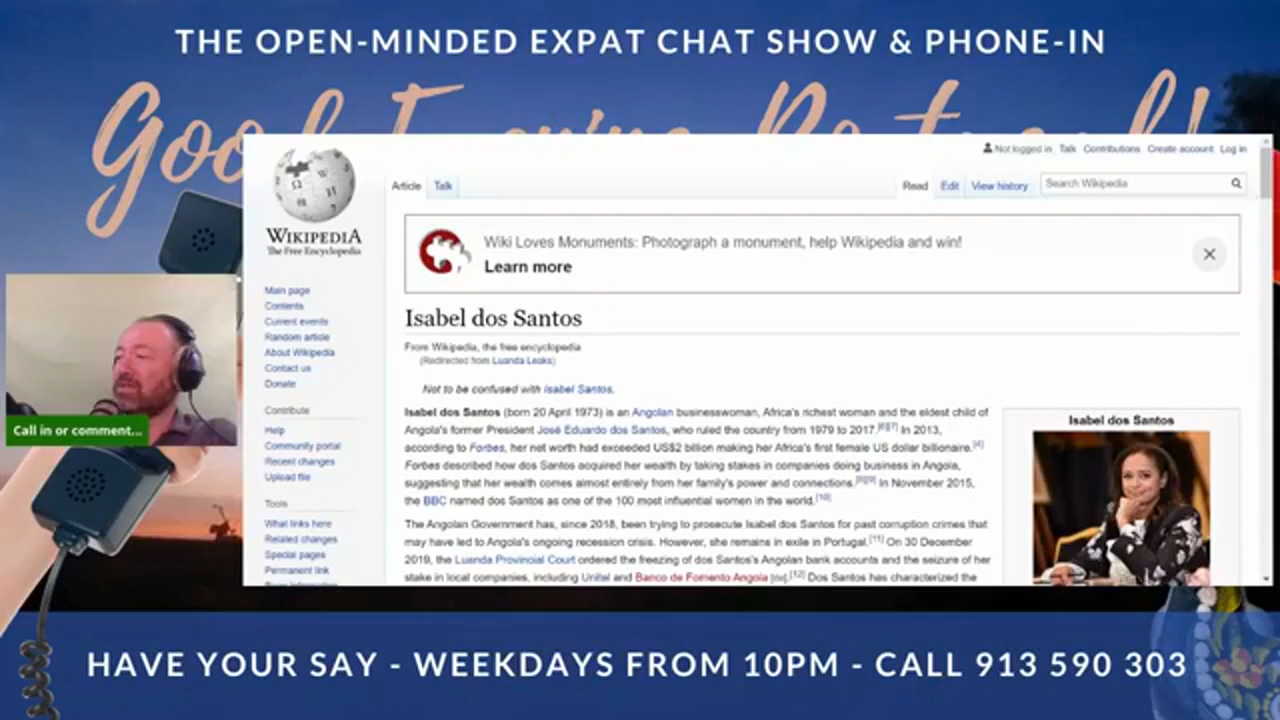 THE OPEN-MINDED EXPAT CHAT SHOW & PHONE-IN
Not logged in Talk Contributions Create account Log in
Article Talk
Read Edit View history
Search Wikipedia
WIKIPEDIA
The Free Encyclopedia
Wiki Loves Monuments: Photograph a monument, help Wikipedia and win!
Learn more
Main page
Contents
Current events
Random article
About Wikipedia
Contact us
Donate
Contribute
Help
Community portal
Recent changes
Upload file
Tools
What links here
Related changes
Special pages
Permanent link
Isabel dos Santos
From Wikipedia, the free encyclopedia
(Redirected from Luanda Leaks)
Not to be confused with Isabel Santos.
Isabel dos Santos (born 20 April 1973) is an Angolan businesswoman, Africa's richest woman and the eldest child of
Angola's former President José Eduardo dos Santos, who ruled the country from 1979 to 2017.[6][7] In 2013,
according to Forbes, her net worth had exceeded US$2 billion making her Africa's first female US dollar billionaire.[4]
Forbes described how dos Santos acquired her wealth by taking stakes in companies doing business in Angola,
suggesting that her wealth comes almost entirely from her family's power and connections.[8][9] In November 2015,
the BBC named dos Santos as one of the 100 most influential women in the world.[10]
The Angolan Government has, since 2018, been trying to prosecute Isabel dos Santos for past corruption crimes that
may have led to Angola's ongoing recession crisis. However, she remains in exile in Portugal.[11] On 30 December
2019, the Luanda Provincial Court ordered the freezing of dos Santos's Angolan bank accounts and the seizure of her
stake in local companies, including Unitel and Banco de Fomento Angola [12] Dos Santos has characterized the
Isabel dos Santos
Call in or comment...
HAVE YOUR SAY - WEEKDAYS FROM 10PM - CALL 913 590 303